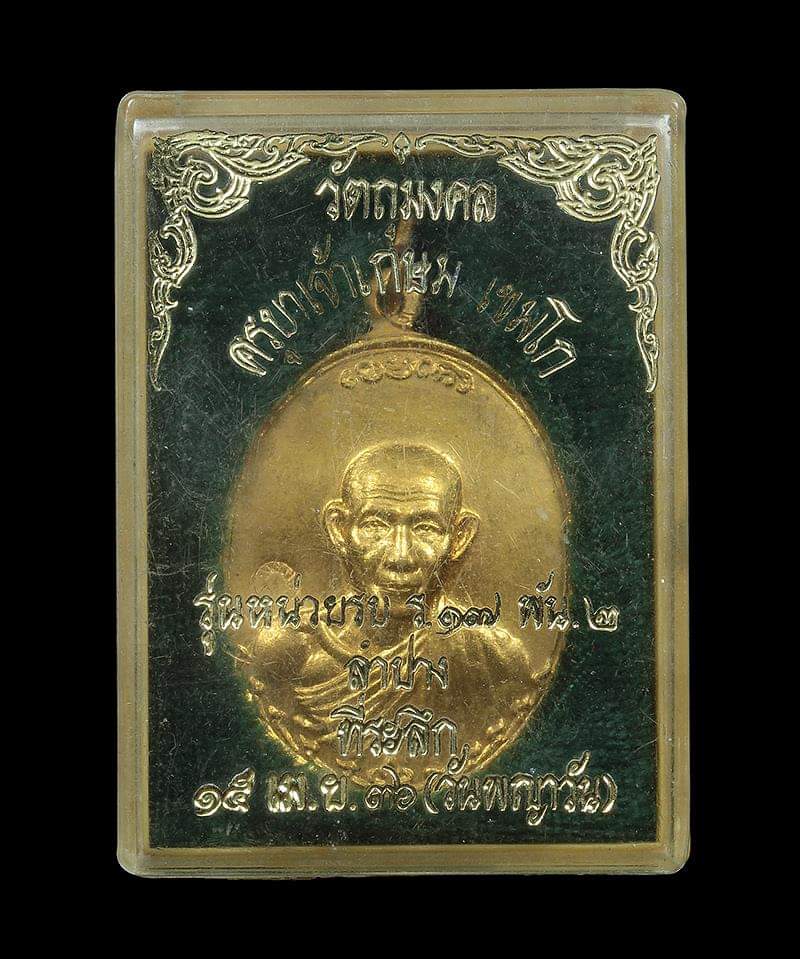 วัตถุมงคล
ครูบาเจ้าเกษม เขมโก
รุ่นหน่วยรบ ร.๑๗ พัน.๒
ลำปาง
ที่ระลึก
๑๕ เม.ย. ๓๖ (วันพญาวัน)